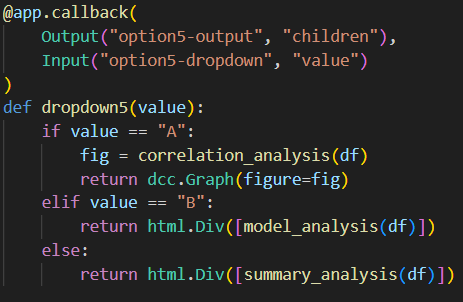 @app.callback(
    Output("option5-output", "children"),
    Input("option5-dropdown", "value")
)
def dropdown5(value):
    if value == "A":
        fig = correlation_analysis(df)
        return dcc.Graph(figure=fig)
    elif value == "B":
        return html.Div([model_analysis(df)])
    else:
        return html.Div([summary_analysis(df)])